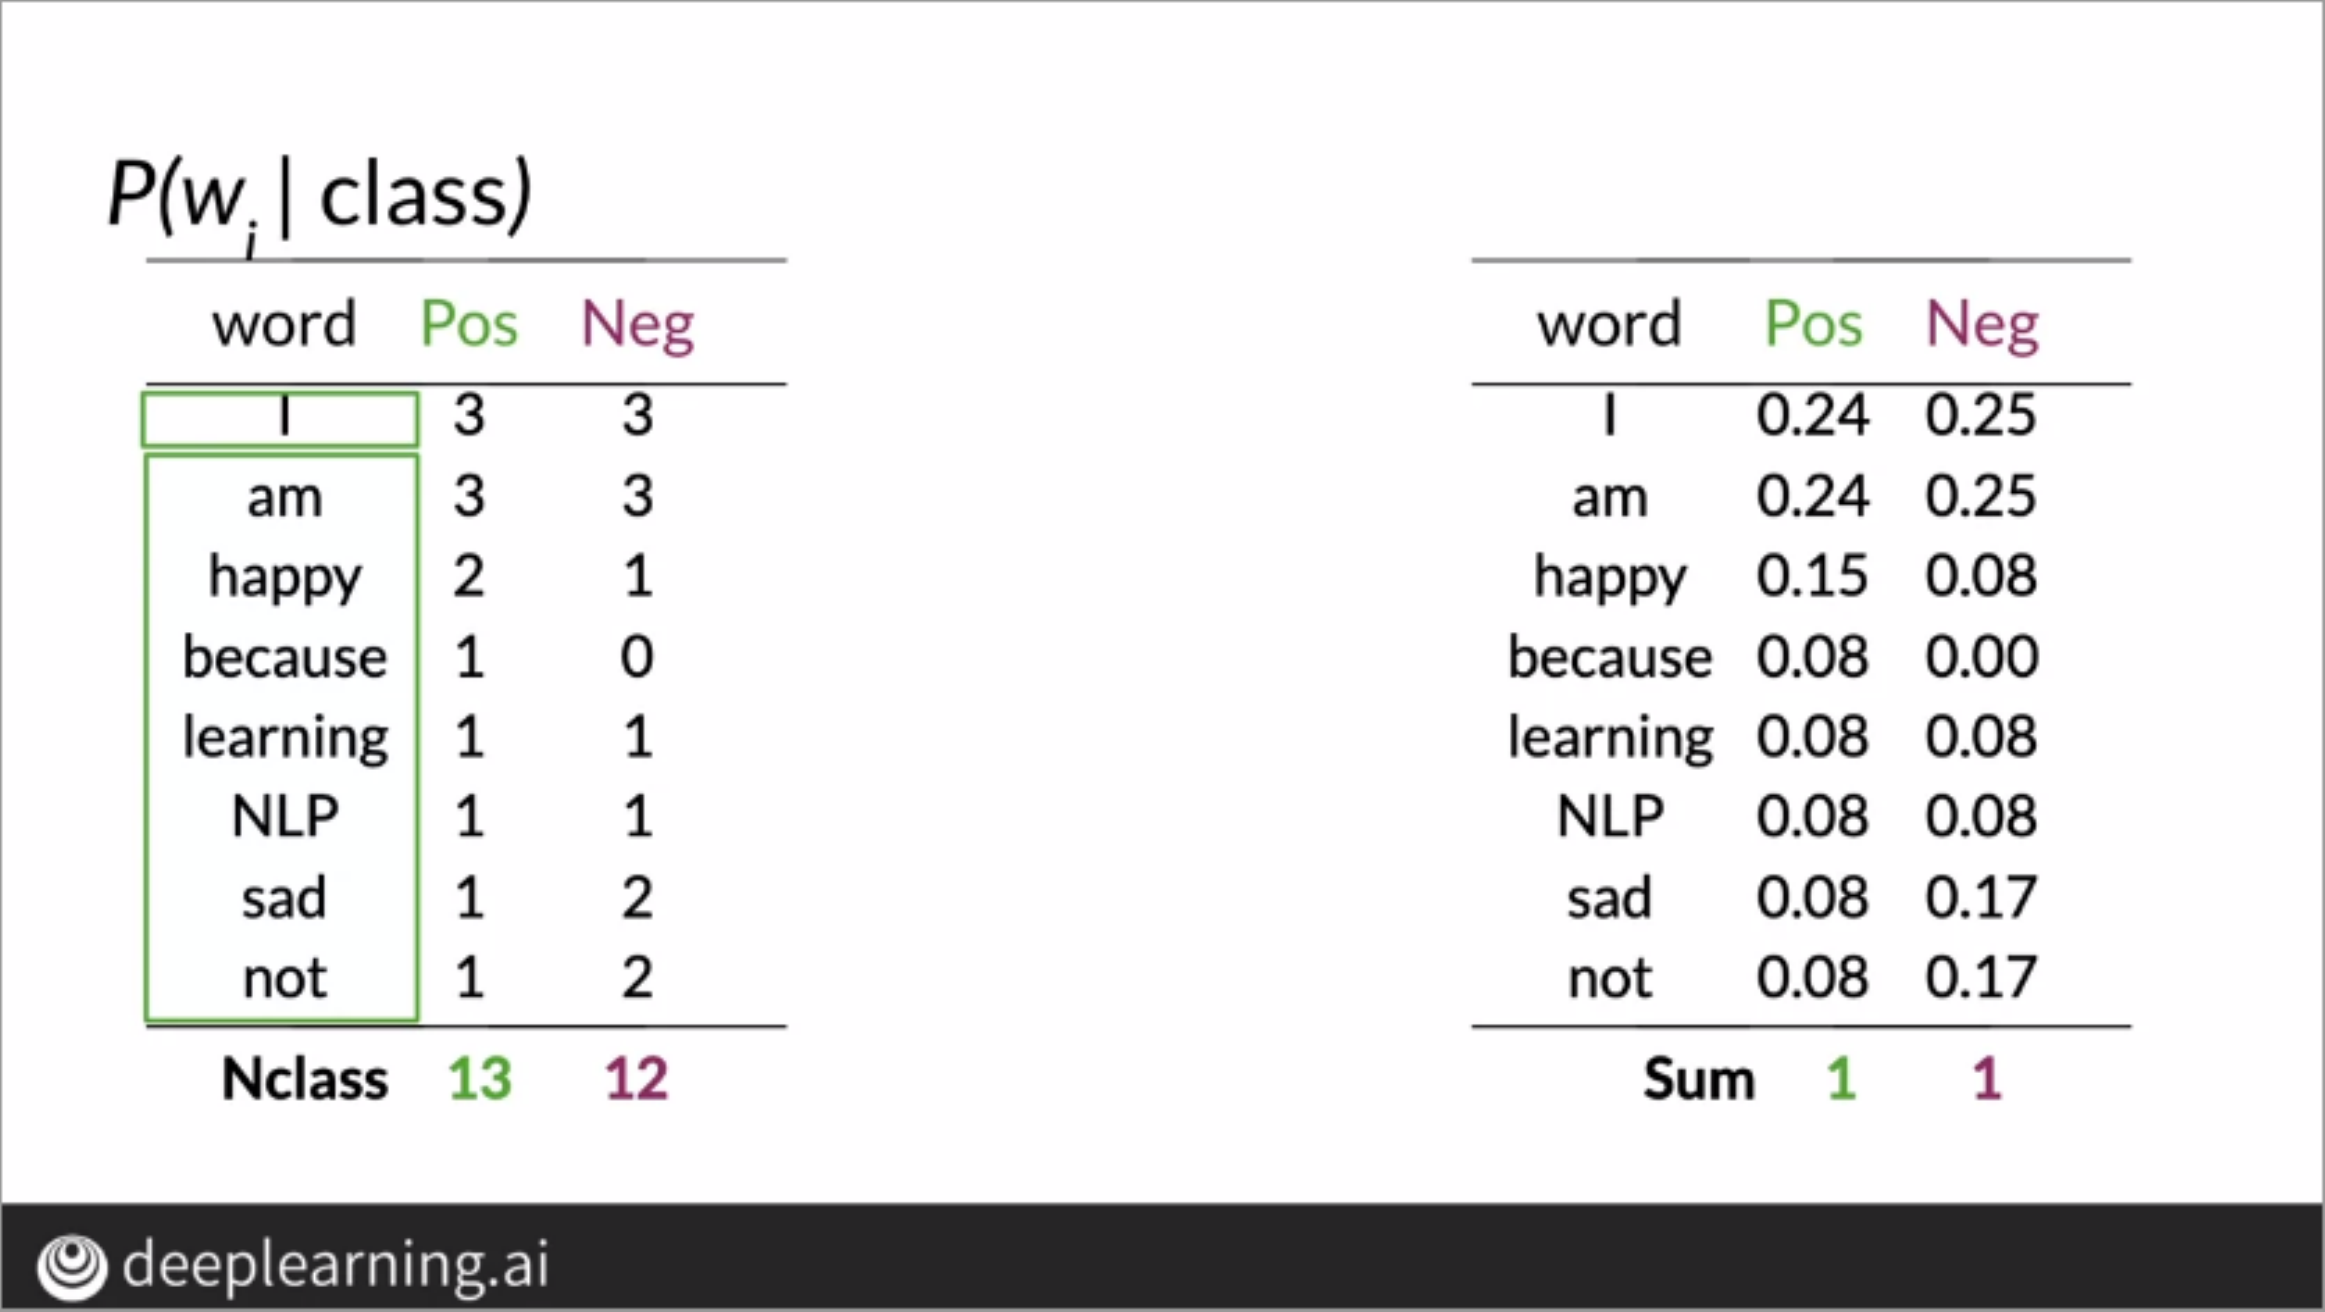 P(wi | class)
word Pos Neg
I 3 3
am 3 3
happy 2 1
because 1 0
learning 1 1
NLP 1 1
sad 1 2
not 1 2
Nclass 13 12
word Pos Neg
I 0.24 0.25
am 0.24 0.25
happy 0.15 0.08
because 0.08 0.00
learning 0.08 0.08
NLP 0.08 0.08
sad 0.08 0.17
not 0.08 0.17
Sum 1 1
deeplearning.ai